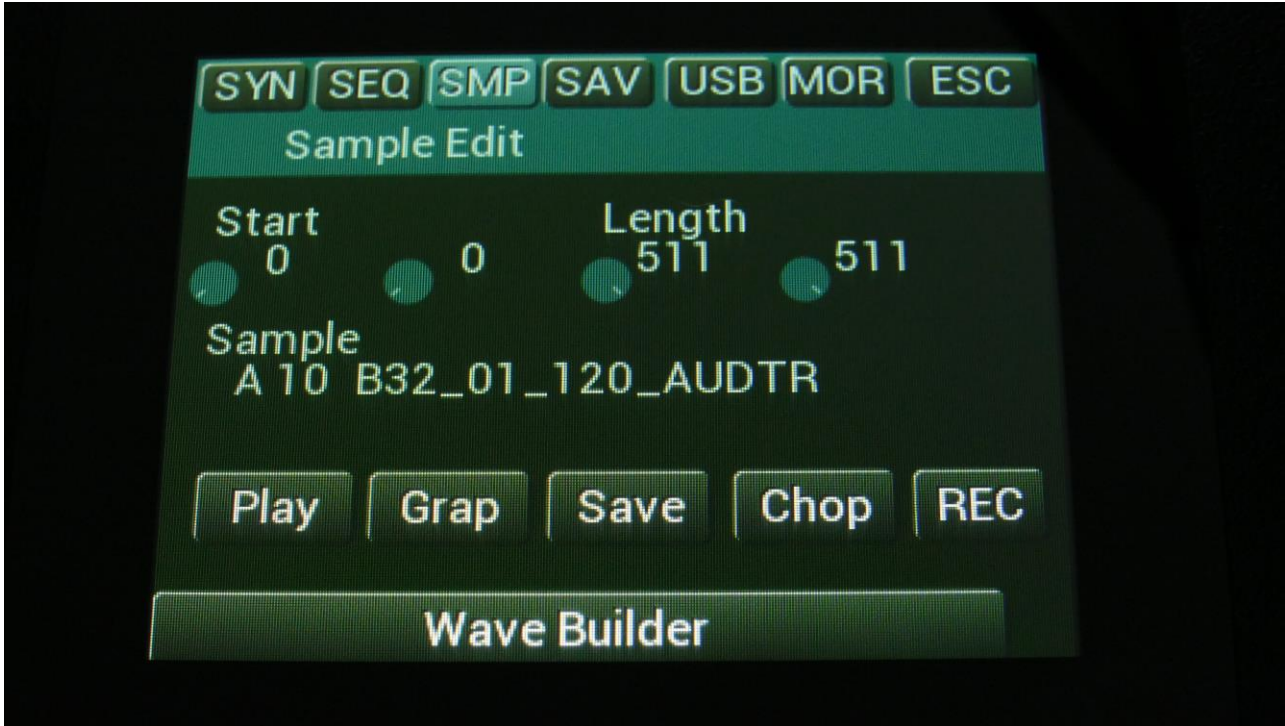 SYN SEQ SMP SAV USB MOR ESC
Sample Edit
Start Length
0 0 511 511
Sample
A 10 B32_01_120_AUDTR
Play Grap Save Chop REC
Wave Builder